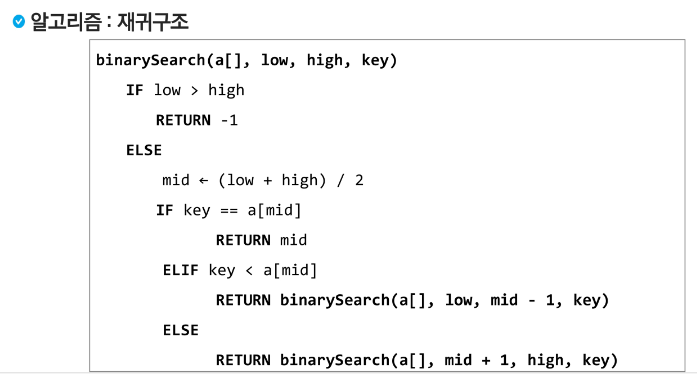 알고리즘 : 재귀구조
binarySearch(a[], low, high, key)
IF low > high
RETURN -1
ELSE
mid ← (low + high) / 2
IF key == a[mid]
RETURN mid
ELIF key < a[mid]
RETURN binarySearch(a[], low, mid - 1, key)
ELSE
RETURN binarySearch(a[], mid + 1, high, key)